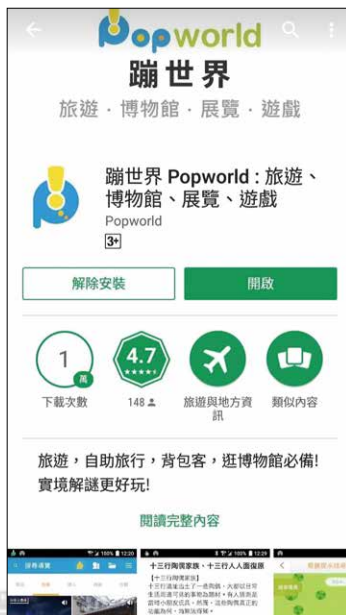 Popworld
蹦世界
旅遊．博物館．展覽．遊戲
蹦世界 Popworld : 旅遊、
博物館、展覽、遊戲
Popworld
3+
解除安裝
開啟
1
萬
下載次數
4.7
148
旅遊與地方資
訊
類似內容
旅遊，自助旅行，背包客，逛博物館必備!
實境解謎更好玩!
閱讀完整內容
12:20
12:29
十三行陶偶家族、十三行人人面復原